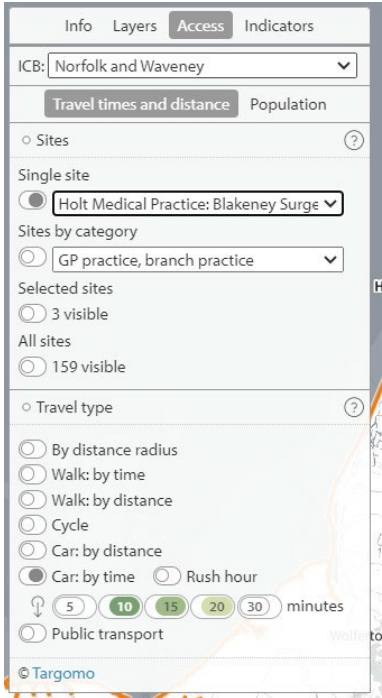 Info Layers Access Indicators
ICB: Norfolk and Waveney
Travel times and distance Population
Sites ?
Single site
Holt Medical Practice: Blakeney Surge
Sites by category
GP practice, branch practice
Selected sites
3 visible
All sites
159 visible
Travel type ?
By distance radius
Walk: by time
Walk: by distance
Cycle
Car: by distance
Car: by time Rush hour
5 10 15 20 30 minutes
Public transport
© Targomo